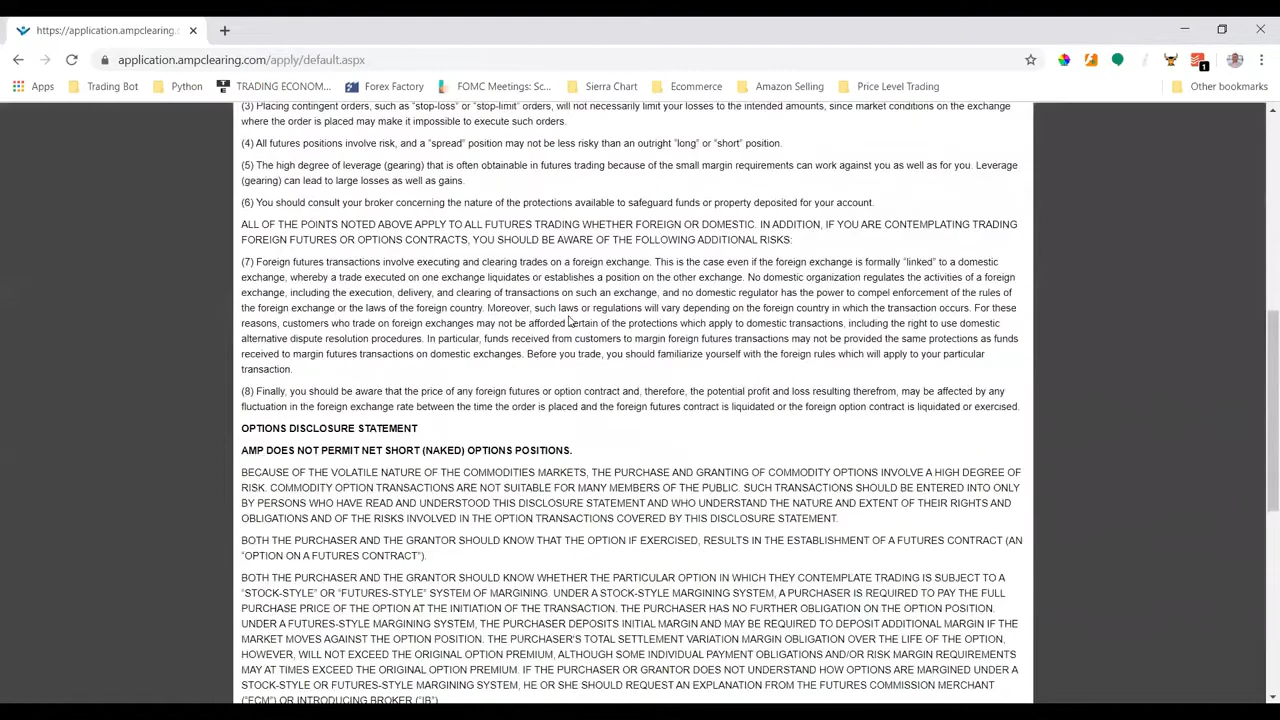 https://application.ampclearing.c
application.ampclearing.com/apply/default.aspx
Apps
Trading Bot
Python
TRADING ECONOM...
Forex Factory
FOMC Meetings: Sc...
Sierra Chart
Ecommerce
Amazon Selling
Price Level Trading
Other bookmarks
1
(3) Placing contingent orders, such as “stop-loss” or “stop-limit” orders, will not necessarily limit your losses to the intended amounts, since market conditions on the exchange
where the order is placed may make it impossible to execute such orders.
(4) All futures positions involve risk, and a “spread” position may not be less risky than an outright “long” or “short” position.
(5) The high degree of leverage (gearing) that is often obtainable in futures trading because of the small margin requirements can work against you as well as for you. Leverage
(gearing) can lead to large losses as well as gains.
(6) You should consult your broker concerning the nature of the protections available to safeguard funds or property deposited for your account.
ALL OF THE POINTS NOTED ABOVE APPLY TO ALL FUTURES TRADING WHETHER FOREIGN OR DOMESTIC. IN ADDITION, IF YOU ARE CONTEMPLATING TRADING
FOREIGN FUTURES OR OPTIONS CONTRACTS, YOU SHOULD BE AWARE OF THE FOLLOWING ADDITIONAL RISKS:
(7) Foreign futures transactions involve executing and clearing trades on a foreign exchange. This is the case even if the foreign exchange is formally “linked” to a domestic
exchange, whereby a trade executed on one exchange liquidates or establishes a position on the other exchange. No domestic organization regulates the activities of a foreign
exchange, including the execution, delivery, and clearing of transactions on such an exchange, and no domestic regulator has the power to compel enforcement of the rules of
the foreign exchange or the laws of the foreign country. Moreover, such laws or regulations will vary depending on the foreign country in which the transaction occurs. For these
reasons, customers who trade on foreign exchanges may not be afforded certain of the protections which apply to domestic transactions, including the right to use domestic
alternative dispute resolution procedures. In particular, funds received from customers to margin foreign futures transactions may not be provided the same protections as funds
received to margin futures transactions on domestic exchanges. Before you trade, you should familiarize yourself with the foreign rules which will apply to your particular
transaction.
(8) Finally, you should be aware that the price of any foreign futures or option contract and, therefore, the potential profit and loss resulting therefrom, may be affected by any
fluctuation in the foreign exchange rate between the time the order is placed and the foreign futures contract is liquidated or the foreign option contract is liquidated or exercised.
OPTIONS DISCLOSURE STATEMENT
AMP DOES NOT PERMIT NET SHORT (NAKED) OPTIONS POSITIONS.
BECAUSE OF THE VOLATILE NATURE OF THE COMMODITIES MARKETS, THE PURCHASE AND GRANTING OF COMMODITY OPTIONS INVOLVE A HIGH DEGREE OF
RISK. COMMODITY OPTION TRANSACTIONS ARE NOT SUITABLE FOR MANY MEMBERS OF THE PUBLIC. SUCH TRANSACTIONS SHOULD BE ENTERED INTO ONLY
BY PERSONS WHO HAVE READ AND UNDERSTOOD THIS DISCLOSURE STATEMENT AND WHO UNDERSTAND THE NATURE AND EXTENT OF THEIR RIGHTS AND
OBLIGATIONS AND OF THE RISKS INVOLVED IN THE OPTION TRANSACTIONS COVERED BY THIS DISCLOSURE STATEMENT.
BOTH THE PURCHASER AND THE GRANTOR SHOULD KNOW THAT THE OPTION IF EXERCISED, RESULTS IN THE ESTABLISHMENT OF A FUTURES CONTRACT (AN
“OPTION ON A FUTURES CONTRACT”).
BOTH THE PURCHASER AND THE GRANTOR SHOULD KNOW WHETHER THE PARTICULAR OPTION IN WHICH THEY CONTEMPLATE TRADING IS SUBJECT TO A
“STOCK-STYLE” OR “FUTURES-STYLE” SYSTEM OF MARGINING. UNDER A STOCK-STYLE MARGINING SYSTEM, A PURCHASER IS REQUIRED TO PAY THE FULL
PURCHASE PRICE OF THE OPTION AT THE INITIATION OF THE TRANSACTION. THE PURCHASER HAS NO FURTHER OBLIGATION ON THE OPTION POSITION.
UNDER A FUTURES-STYLE MARGINING SYSTEM, THE PURCHASER DEPOSITS INITIAL MARGIN AND MAY BE REQUIRED TO DEPOSIT ADDITIONAL MARGIN IF THE
MARKET MOVES AGAINST THE OPTION POSITION. THE PURCHASER'S TOTAL SETTLEMENT VARIATION MARGIN OBLIGATION OVER THE LIFE OF THE OPTION,
HOWEVER, WILL NOT EXCEED THE ORIGINAL OPTION PREMIUM, ALTHOUGH SOME INDIVIDUAL PAYMENT OBLIGATIONS AND/OR RISK MARGIN REQUIREMENTS
MAY AT TIMES EXCEED THE ORIGINAL OPTION PREMIUM. IF THE PURCHASER OR GRANTOR DOES NOT UNDERSTAND HOW OPTIONS ARE MARGINED UNDER A
STOCK-STYLE OR FUTURES-STYLE MARGINING SYSTEM, HE OR SHE SHOULD REQUEST AN EXPLANATION FROM THE FUTURES COMMISSION MERCHANT
("FCM") OR INTRODUCING BROKER ("IB").